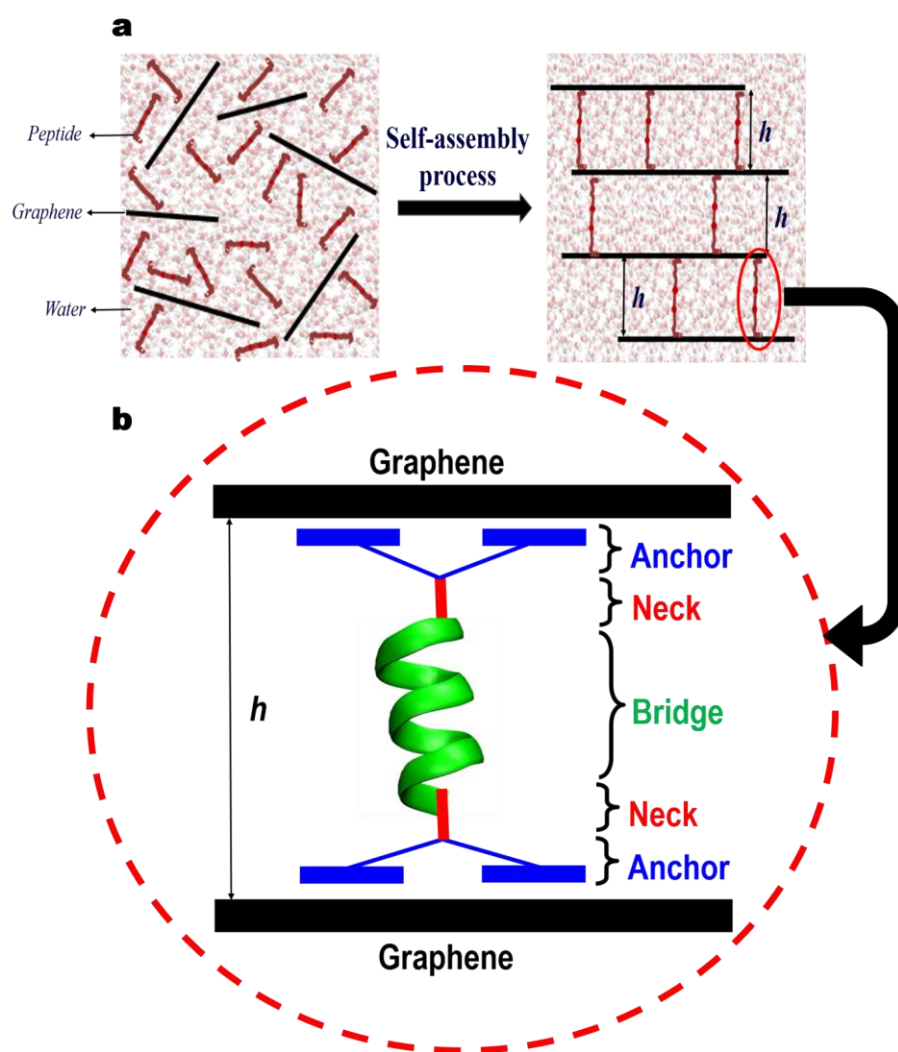 a
Peptide
Graphene
Water
Self-assembly
process
h
h
h
b
Graphene
Anchor
Neck
Bridge
h
Neck
Anchor
Graphene